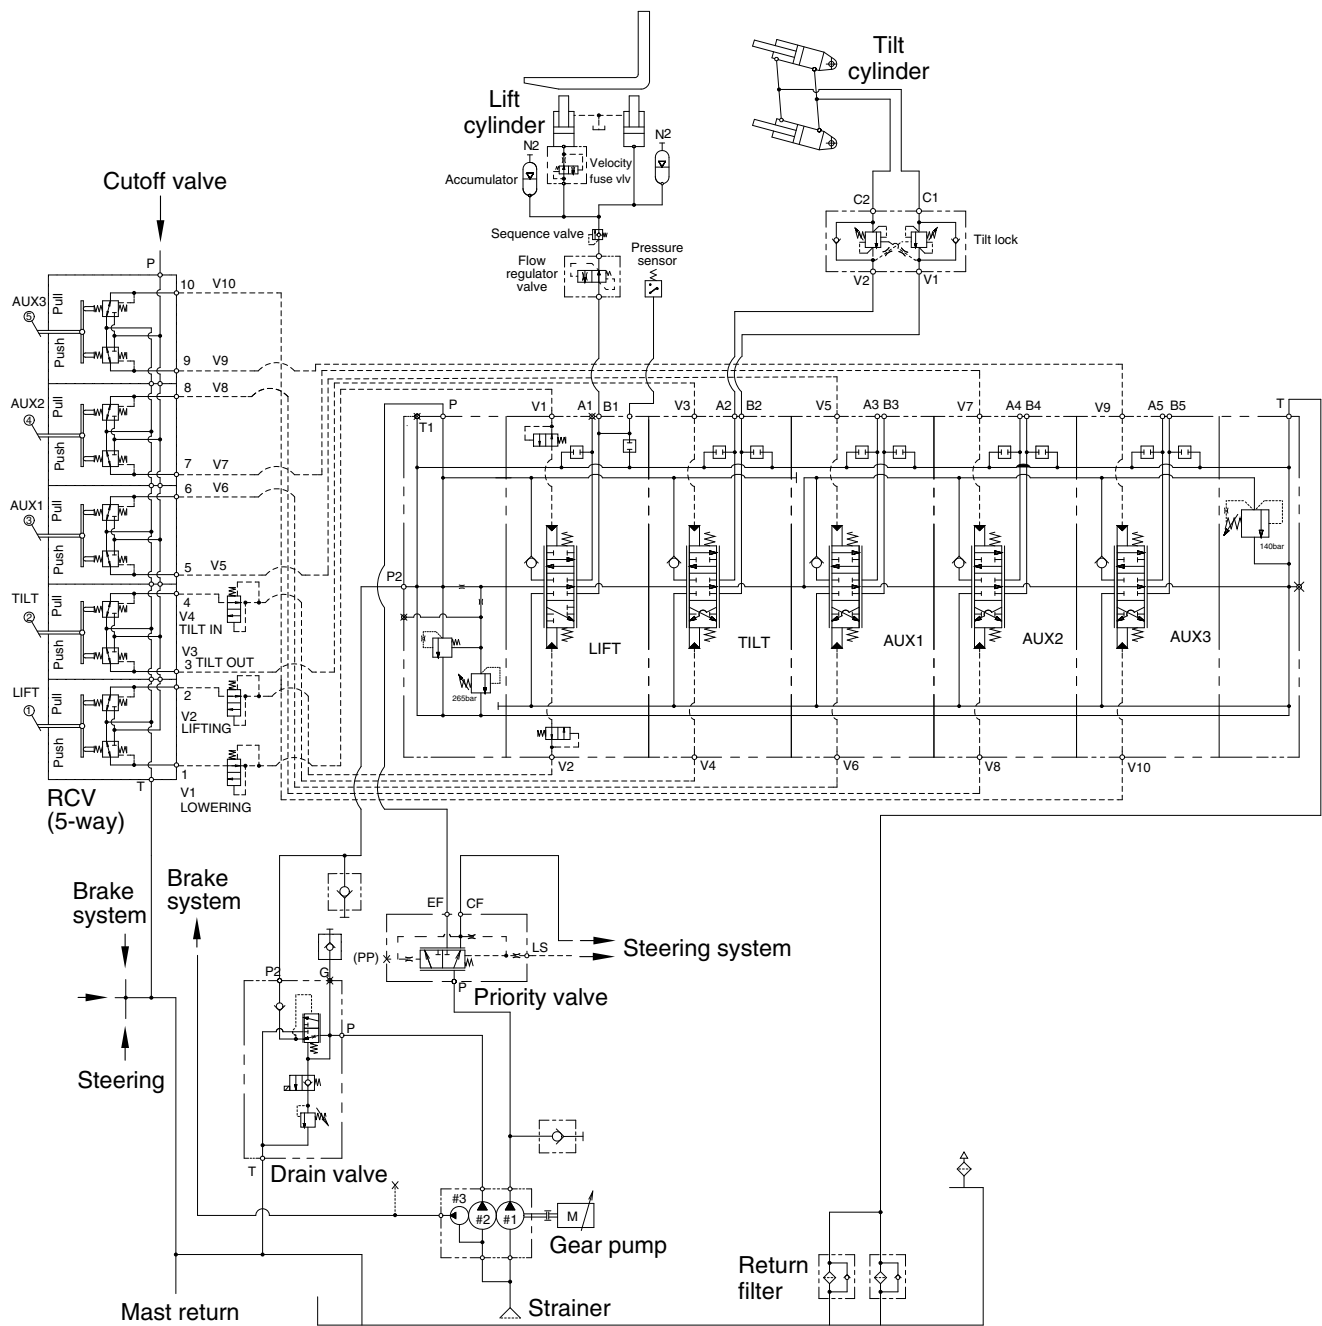 Tilt
cylinder
Lift
cylinder
N2
N2
Accumulator
Velocity
fuse vlv
Cutoff valve
Sequence valve
Pressure
sensor
Flow
regulator
valve
C2
C1
Tilt lock
V2
V1
P
10
V10
AUX3
⑤
Pull
Push
9
V9
8
V8
AUX2
④
Pull
Push
7
V7
6
V6
AUX1
③
Pull
Push
5
V5
TILT
②
Pull
Push
4
V4
TILT IN
V3
3
TILT OUT
LIFT
①
Pull
Push
2
V2
LIFTING
1
V1
LOWERING
T
RCV
(5-way)
P
T1
V1
A1
B1
V3
A2
B2
V5
A3
B3
V7
A4
B4
V9
A5
B5
T
140bar
P2
265bar
LIFT
TILT
AUX1
AUX2
AUX3
V2
V4
V6
V8
V10
Brake
system
Brake
system
EF
CF
(PP)
LS
Steering system
P
Priority valve
P2
G
P
Steering
T
Drain valve
#3
#2
#1
M
Gear pump
Strainer
Mast return
Return
filter